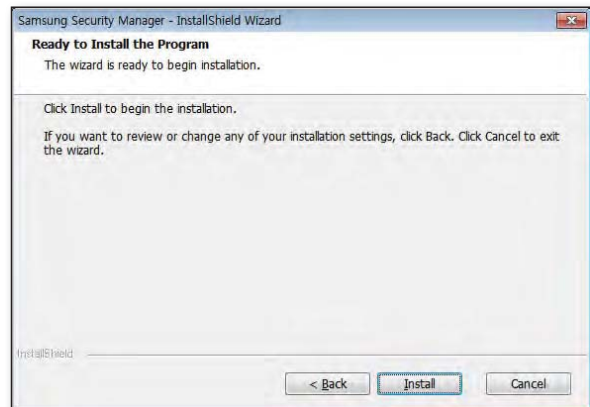 Samsung Security Manager - InstallShield Wizard
Ready to Install the Program
The wizard is ready to begin installation.
Click Install to begin the installation.
If you want to review or change any of your installation settings, click Back. Click Cancel to exit
the wizard.
InstallShield
< Back Install Cancel